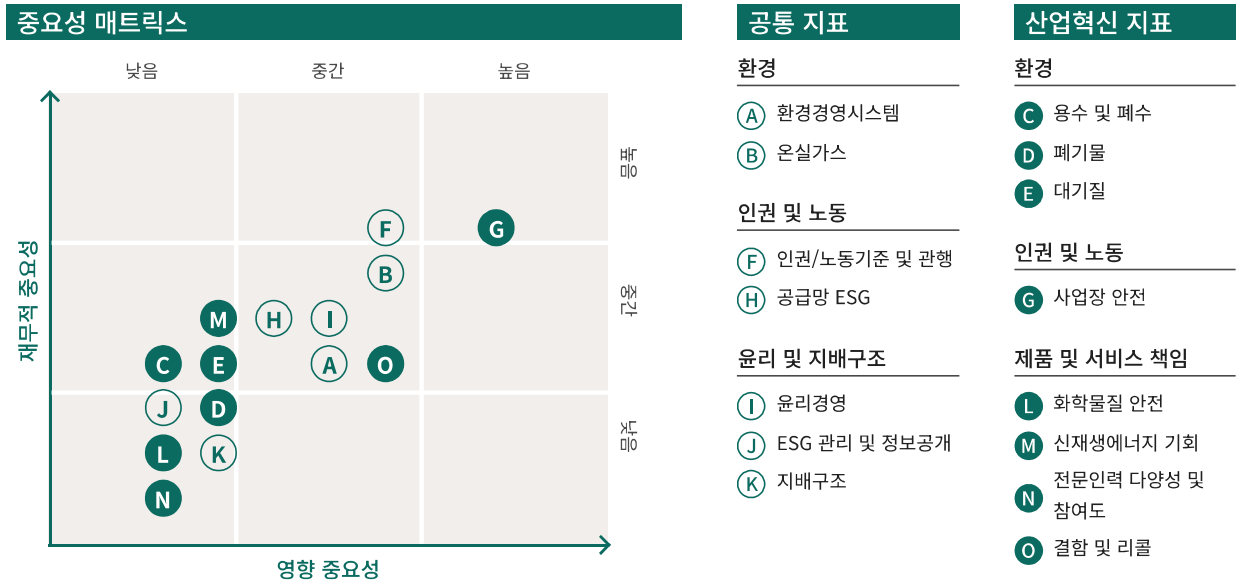 중요성 매트릭스
낮음 중간 높음
높음
중간
낮음
재무적 중요성
영향 중요성
F G
B
M H I
C E A O
J D
L K
N
공통 지표
환경
A 환경경영시스템
B 온실가스
인권 및 노동
F 인권/노동기준 및 관행
H 공급망 ESG
윤리 및 지배구조
I 윤리경영
J ESG 관리 및 정보공개
K 지배구조
산업혁신 지표
환경
C 용수 및 폐수
D 폐기물
E 대기질
인권 및 노동
G 사업장 안전
제품 및 서비스 책임
L 화학물질 안전
M 신재생에너지 기회
N 전문인력 다양성 및
참여도
O 결함 및 리콜